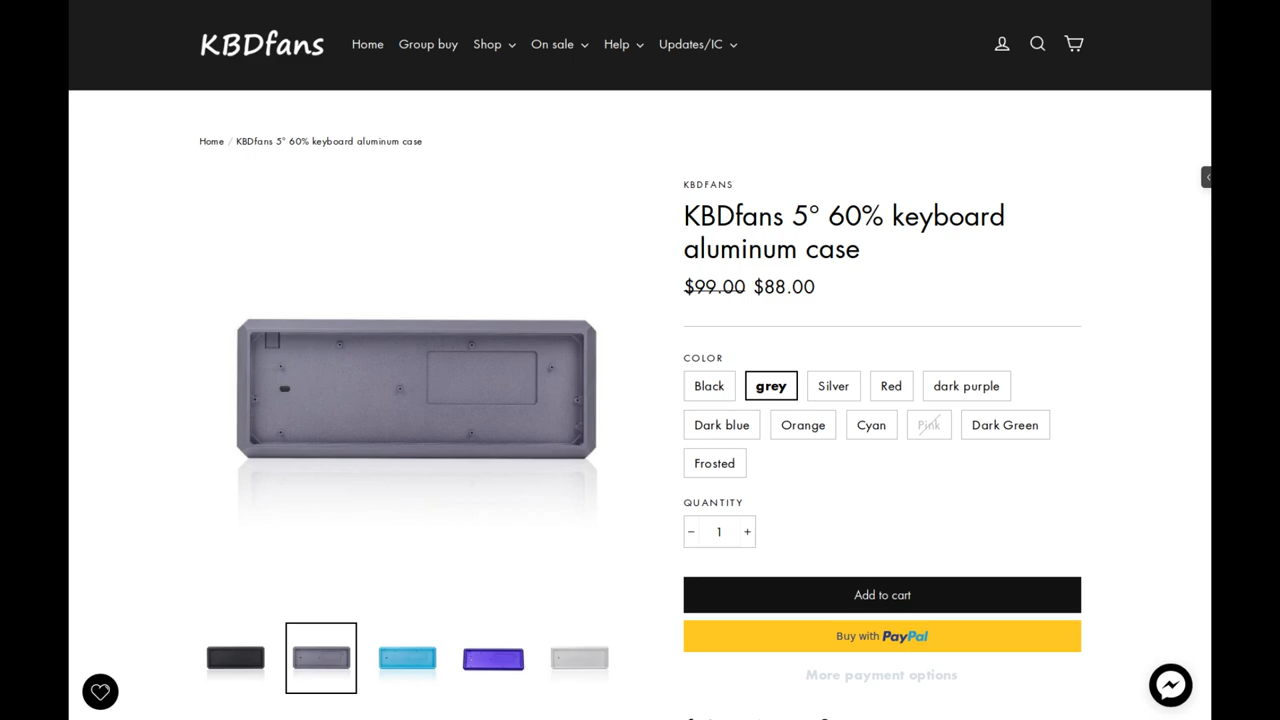 KBDfans
Home Group buy Shop On sale Help Updates/IC
Home / KBDfans 5° 60% keyboard aluminum case
KBDFANS
KBDfans 5° 60% keyboard
aluminum case
$99.00 $88.00
COLOR
Black grey Silver Red dark purple
Dark blue Orange Cyan Pink Dark Green
Frosted
QUANTITY
− 1 +
Add to cart
Buy with PayPal
More payment options